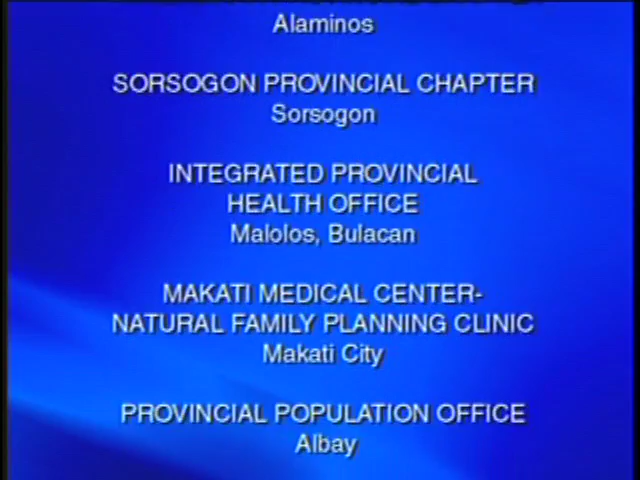 Alaminos
SORSOGON PROVINCIAL CHAPTER
Sorsogon
INTEGRATED PROVINCIAL
HEALTH OFFICE
Malolos, Bulacan
MAKATI MEDICAL CENTER-
NATURAL FAMILY PLANNING CLINIC
Makati City
PROVINCIAL POPULATION OFFICE
Albay